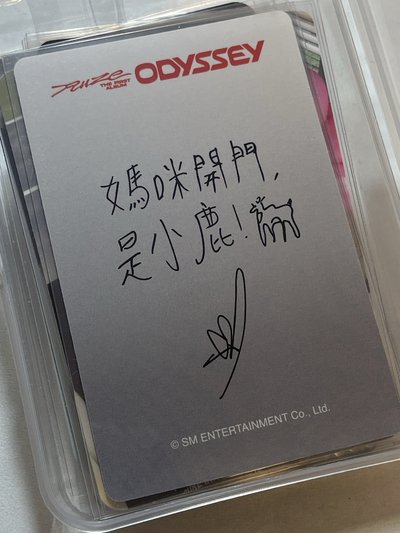 RIIZE THE FIRST ALBUM ODYSSEY
媽咪開門，
是小鹿!
© SM ENTERTAINMENT Co., Ltd.